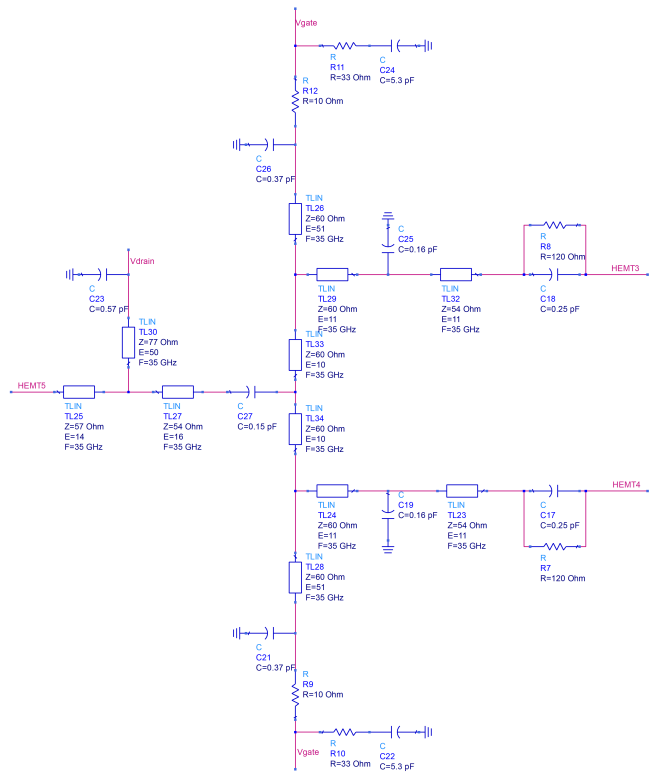 Vgate
R
R11
R=33 Ohm
C
C24
C=5.3 pF
R
R12
R=10 Ohm
C
C26
C=0.37 pF
TLIN
TL26
Z=60 Ohm
E=51
F=35 GHz
C
C25
C=0.16 pF
R
R8
R=120 Ohm
Vdrain
C
C23
C=0.57 pF
HEMT3
TLIN
TL29
Z=60 Ohm
E=11
F=35 GHz
TLIN
TL32
Z=54 Ohm
E=11
F=35 GHz
C
C18
C=0.25 pF
TLIN
TL30
Z=77 Ohm
E=50
F=35 GHz
TLIN
TL33
Z=60 Ohm
E=10
F=35 GHz
HEMT5
TLIN
TL25
Z=57 Ohm
E=14
F=35 GHz
TLIN
TL27
Z=54 Ohm
E=16
F=35 GHz
C
C27
C=0.15 pF
TLIN
TL34
Z=60 Ohm
E=10
F=35 GHz
HEMT4
TLIN
TL24
Z=60 Ohm
E=11
F=35 GHz
C
C19
C=0.16 pF
TLIN
TL23
Z=54 Ohm
E=11
F=35 GHz
C
C17
C=0.25 pF
R
R7
R=120 Ohm
TLIN
TL28
Z=60 Ohm
E=51
F=35 GHz
C
C21
C=0.37 pF
R
R9
R=10 Ohm
Vgate
R
R10
R=33 Ohm
C
C22
C=5.3 pF